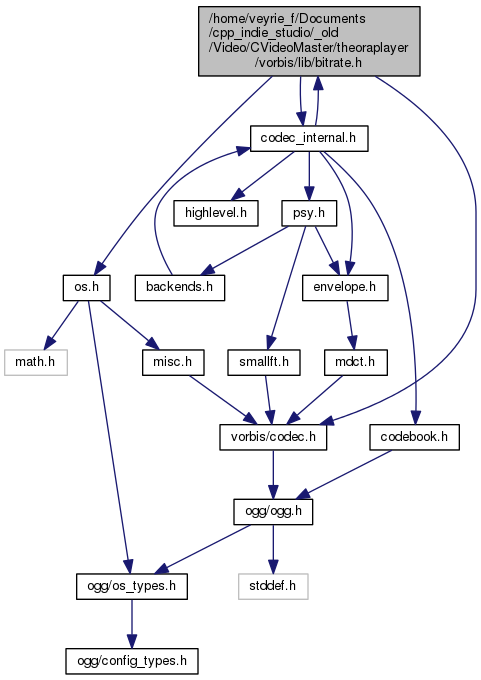 /home/veyrie_f/Documents
/cpp_indie_studio/_old
/Video/CVideoMaster/theoraplayer
/vorbis/lib/bitrate.h
codec_internal.h
highlevel.h
psy.h
os.h
backends.h
envelope.h
math.h
misc.h
smallft.h
mdct.h
vorbis/codec.h
codebook.h
ogg/ogg.h
ogg/os_types.h
stddef.h
ogg/config_types.h